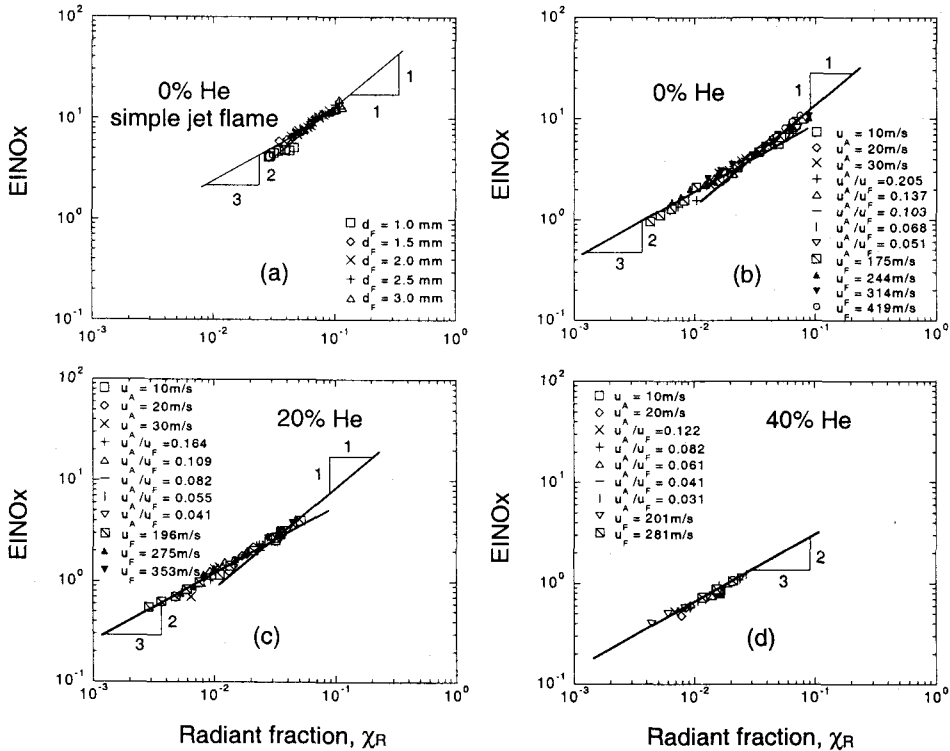 10²
10¹
10⁰
10⁻¹
EINOx
0% He
simple jet flame
1
1
2
3
(a)
d_F = 1.0 mm
d_F = 1.5 mm
d_F = 2.0 mm
d_F = 2.5 mm
d_F = 3.0 mm
10⁻³ 10⁻² 10⁻¹ 10⁰
10²
10¹
10⁰
10⁻¹
EINOx
0% He
1
1
2
3
(b)
u_A = 10m/s
u_A = 20m/s
u_A = 30m/s
u_A/u_F =0.205
u_A/u_F = 0.137
u_A/u_F = 0.103
u_A/u_F = 0.068
u_A/u_F = 0.051
u_F = 175m/s
u_F = 244m/s
u_F = 314m/s
u_F = 419m/s
10⁻³ 10⁻² 10⁻¹ 10⁰
10²
10¹
10⁰
10⁻¹
EINOx
u_A = 10m/s
u_A = 20m/s
u_A = 30m/s
u_A/u_F =0.164
u_A/u_F = 0.109
u_A/u_F = 0.082
u_A/u_F = 0.055
u_A/u_F = 0.041
u_F = 196m/s
u_F = 275m/s
u_F = 353m/s
20% He
1
1
2
3
(c)
10⁻³ 10⁻² 10⁻¹ 10⁰
Radiant fraction, χR
10²
10¹
10⁰
10⁻¹
EINOx
u_A = 10m/s
u_A = 20m/s
u_A/u_F =0.122
u_A/u_F = 0.082
u_A/u_F = 0.061
u_A/u_F = 0.041
u_A/u_F = 0.031
u_F = 201m/s
u_F = 281m/s
40% He
2
3
(d)
10⁻³ 10⁻² 10⁻¹ 10⁰
Radiant fraction, χR